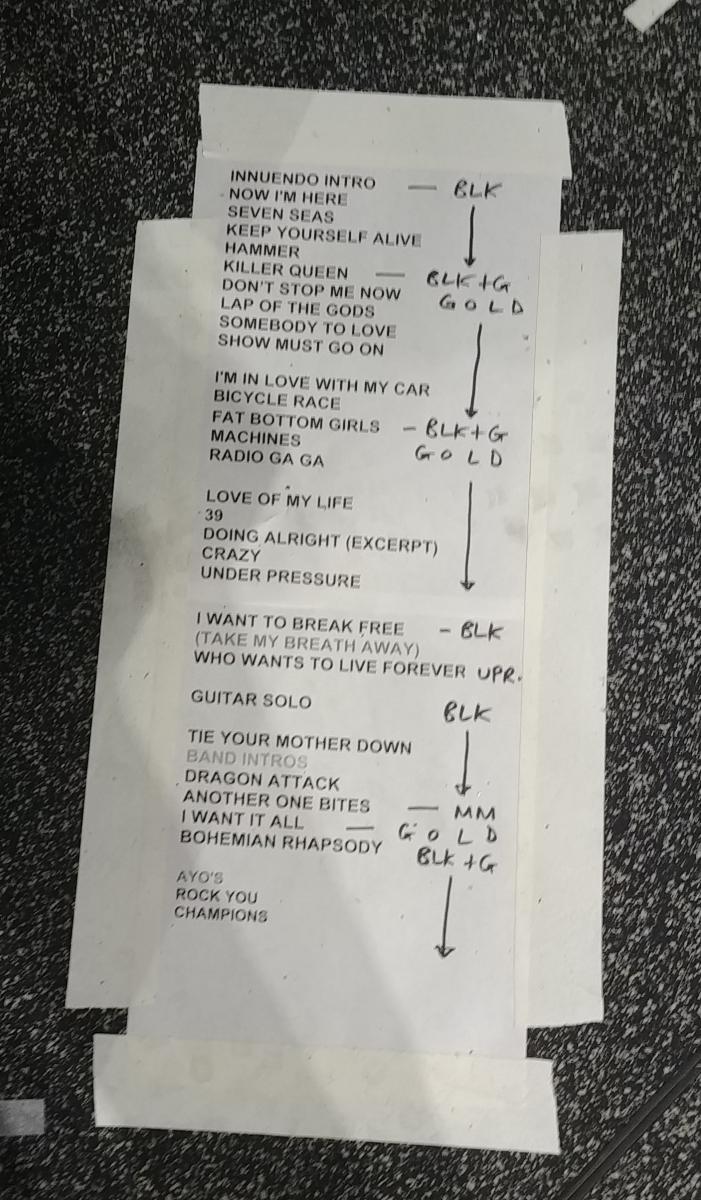 INNUENDO INTRO — BLK
NOW I'M HERE
SEVEN SEAS
KEEP YOURSELF ALIVE
HAMMER
KILLER QUEEN — BLK+G
DON'T STOP ME NOW GOLD
LAP OF THE GODS
SOMEBODY TO LOVE
SHOW MUST GO ON
I'M IN LOVE WITH MY CAR
BICYCLE RACE
FAT BOTTOM GIRLS - BLK+G
MACHINES GOLD
RADIO GA GA
LOVE OF MY LIFE
39
DOING ALRIGHT (EXCERPT)
CRAZY
UNDER PRESSURE
I WANT TO BREAK FREE - BLK
(TAKE MY BREATH AWAY)
WHO WANTS TO LIVE FOREVER UPR.
GUITAR SOLO BLK
TIE YOUR MOTHER DOWN
BAND INTROS
DRAGON ATTACK
ANOTHER ONE BITES — MM
I WANT IT ALL — GOLD
BOHEMIAN RHAPSODY BLK+G
AYO'S
ROCK YOU
CHAMPIONS